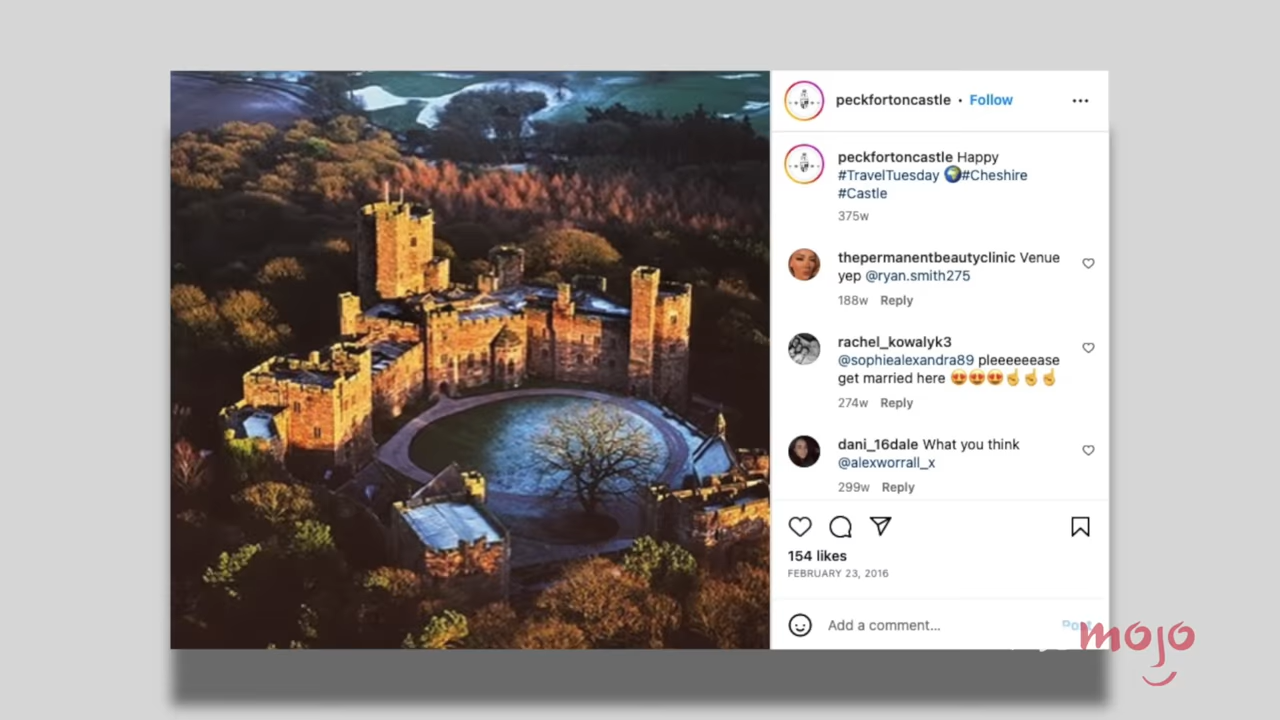 peckfortoncastle • Follow
peckfortoncastle Happy
#TravelTuesday 🌍#Cheshire
#Castle
375w
thepermanentbeautyclinic Venue
yep @ryan.smith275
188w Reply
rachel_kowalyk3
@sophiealexandra89 pleeeeeease
get married here 😍😍😍☝️☝️☝️
274w Reply
dani_16dale What you think
@alexworrall_x
299w Reply
154 likes
FEBRUARY 23, 2016
Add a comment...
mojo